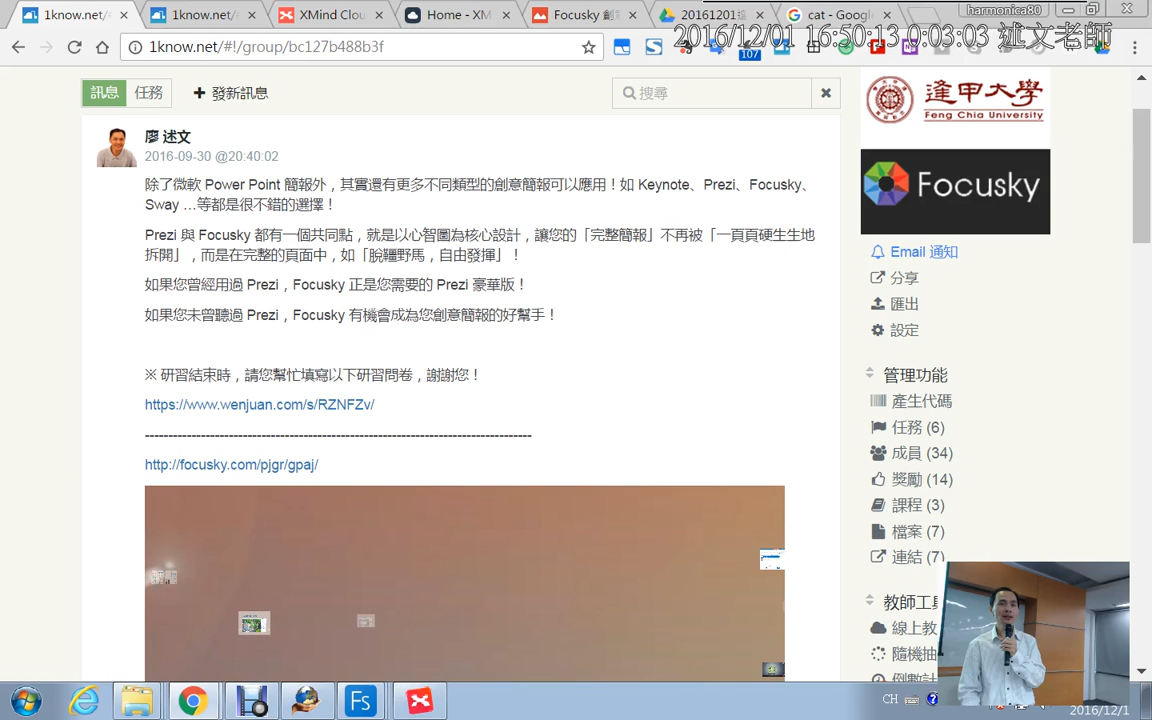 1know.net/
1know.net/
XMind Clou
Home - XM
Focusky 創
20161201
cat - Goog
harmonica80
1know.net/#!/group/bc127b488b3f
107
2016/12/01 16:50:13 0:03:03 述文老師
訊息 任務 + 發新訊息
搜尋
廖 述文
2016-09-30 @20:40:02
除了微軟 Power Point 簡報外，其實還有更多不同類型的創意簡報可以應用！如 Keynote、Prezi、Focusky、
Sway …等都是很不錯的選擇！
Prezi 與 Focusky 都有一個共同點，就是以心智圖為核心設計，讓您的「完整簡報」不再被「一頁頁硬生生地
拆開」，而是在完整的頁面中，如「脫韁野馬，自由發揮」！
如果您曾經用過 Prezi，Focusky 正是您需要的 Prezi 豪華版！
如果您未曾聽過 Prezi，Focusky 有機會成為您創意簡報的好幫手！
※ 研習結束時，請您幫忙填寫以下研習問卷，謝謝您！
https://www.wenjuan.com/s/RZNFZv/
--------------------------------------------------------------------------------
http://focusky.com/pjgr/gpaj/
逢甲大學
Feng Chia University
Focusky
Email 通知
分享
匯出
設定
管理功能
產生代碼
任務 (6)
成員 (34)
獎勵 (14)
課程 (3)
檔案 (7)
連結 (7)
教師工
線上教
隨機抽
倒數計
Fs
CH
2016/12/1